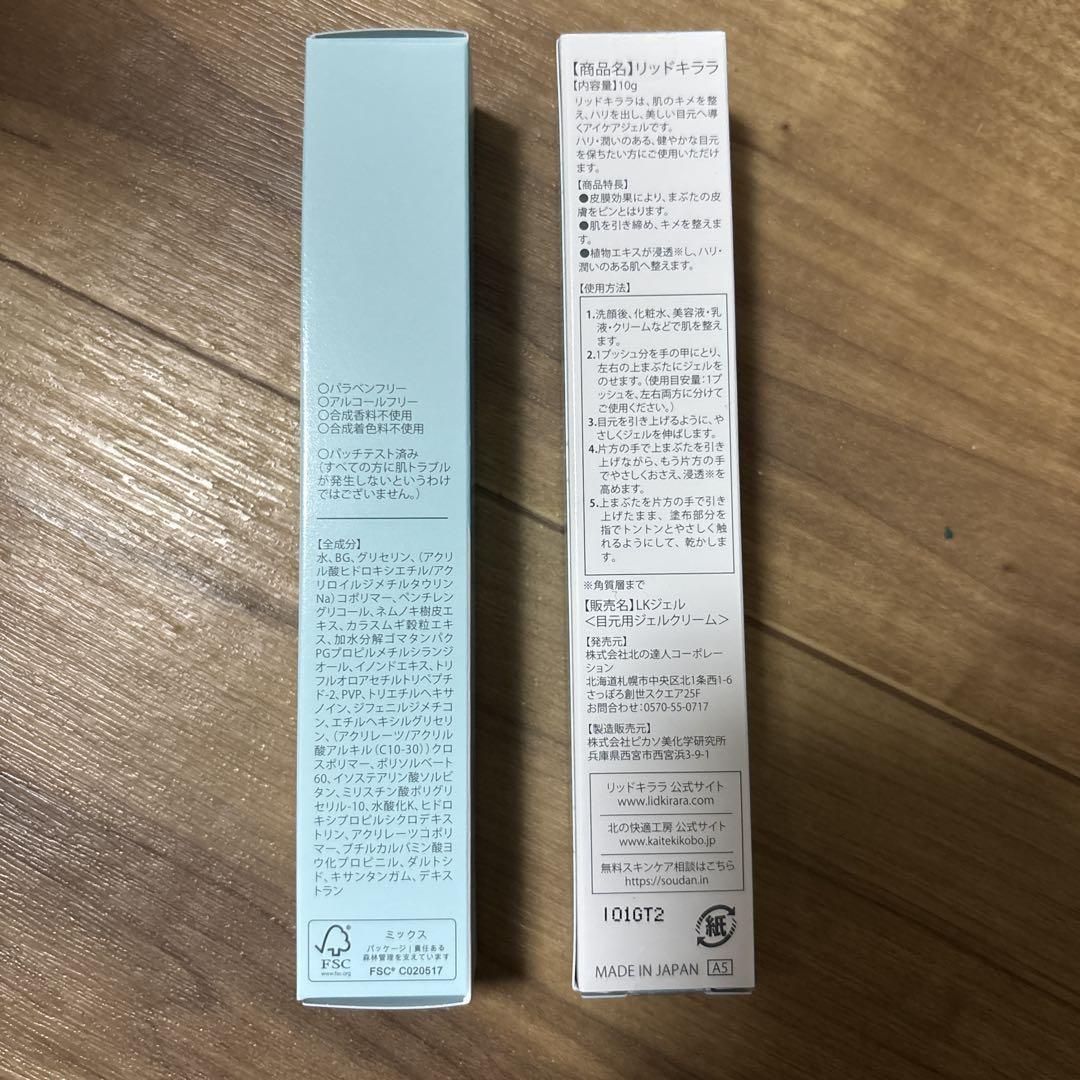 ○パラベンフリー
○アルコールフリー
○合成香料不使用
○合成着色料不使用
○パッチテスト済み
(すべての方に肌トラブル
が発生しないというわけ
ではございません。)
【全成分】
水、BG、グリセリン、(アクリ
ル酸ヒドロキシエチル/アク
リロイルジメチルタウリン
Na)コポリマー、ペンチレン
グリコール、ネムノキ樹皮エ
キス、カラスムギ穀粒エキ
ス、加水分解ゴマタンパク
PGプロピルメチルシランジ
オール、イノンドエキス、トリ
フルオロアセチルトリペプチ
ド-2、PVP、トリエチルヘキサ
ノイン、ジフェニルジメチコ
ン、エチルヘキシルグリセリ
ン、(アクリレーツ/アクリル
酸アルキル(C10-30))クロ
スポリマー、ポリソルベート
60、イソステアリン酸ソルビ
タン、ミリスチン酸ポリグリ
セリル-10、水酸化K、ヒドロ
キシプロピルシクロデキス
トリン、アクリレーツコポリ
マー、ブチルカルバミン酸ヨ
ウ化プロピニル、ダルトシ
ド、キサンタンガム、デキス
トラン
FSC
www.fsc.org
ミックス
パッケージ|責任ある
森林管理を支えています
FSC® C020517
【商品名】リッドキララ
【内容量】10g
リッドキララは、肌のキメを整
え、ハリを出し、美しい目元へ導
くアイケアジェルです。
ハリ・潤いのある、健やかな目元
を保ちたい方にご使用いただけ
ます。
【商品特長】
●皮膜効果により、まぶたの皮
膚をピンとはります。
●肌を引き締め、キメを整えま
す。
●植物エキスが浸透※し、ハリ・
潤いのある肌へ整えます。
【使用方法】
1.洗顔後、化粧水、美容液・乳
液・クリームなどで肌を整え
ます。
2.1プッシュ分を手の甲にとり、
左右の上まぶたにジェルを
のせます。(使用目安量:1プ
ッシュを、左右両方に分けて
ご使用ください。)
3.目元を引き上げるように、や
さしくジェルを伸ばします。
4.片方の手で上まぶたを引き
上げながら、もう片方の手
でやさしくおさえ、浸透※を
高めます。
5.上まぶたを片方の手で引き
上げたまま、塗布部分を
指でトントンとやさしく触
れるようにして、乾かしま
す。
※角質層まで
【販売名】LKジェル
<目元用ジェルクリーム>
【発売元】
株式会社北の達人コーポレー
ション
北海道札幌市中央区北1条西1-6
さっぽろ創世スクエア25F
お問合わせ:0570-55-0717
【製造販売元】
株式会社ピカソ美化学研究所
兵庫県西宮市西宮浜3-9-1
リッドキララ 公式サイト
www.lidkirara.com
北の快適工房 公式サイト
www.kaitekikobo.jp
無料スキンケア相談はこちら
https://soudan.in
101GT2
紙
MADE IN JAPAN A5